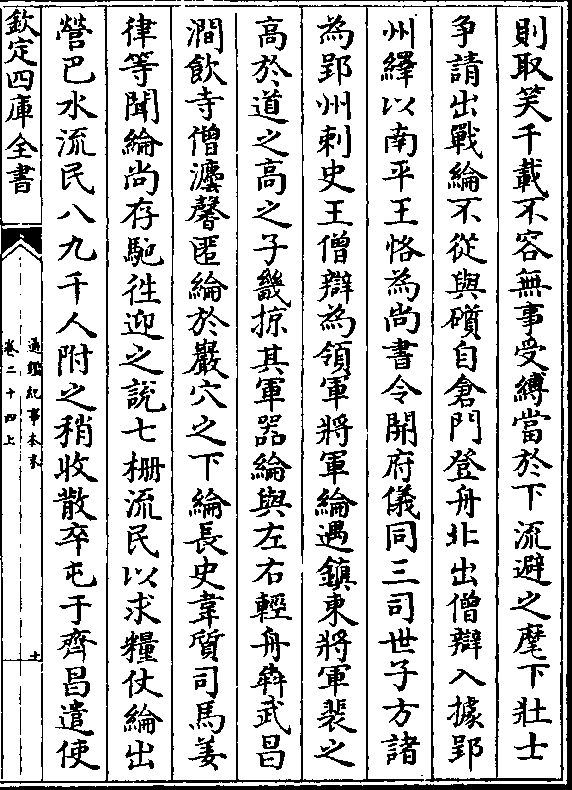 則取笑千載不容無事受縛當於下流避之麾下壯士
爭請出戰綸不從與礩自倉門登舟北出僧辯入據郢
州繹以南平王恪為尚書令開府儀同三司世子方諸
為郢州刺史王僧辯為領軍將軍綸遇鎮東將軍裴之
高於道之高之子畿掠其軍器綸與左右輕舟奔武昌
澗飲寺僧灋馨匿綸於巖穴之下綸長史韋質司馬姜
律等聞綸尚存馳往迎之說七柵流民以求糧仗綸出
營巴水流民八九千人附之稍收散卒屯于齊昌遣使
欽定四庫全書
通鑑紀事本末
卷二十四上
十